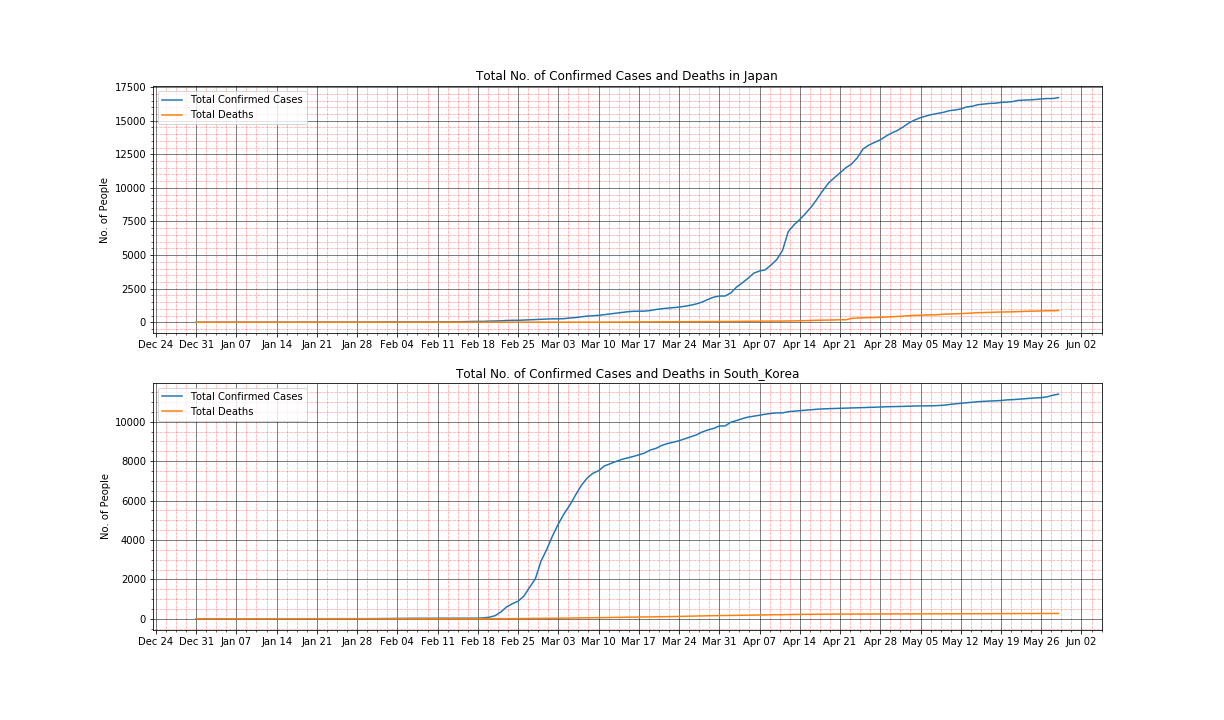 Total No. of Confirmed Cases and Deaths in Japan
17500
15000
12500
10000
7500
5000
2500
0
No. of People
Total Confirmed Cases
Total Deaths
Dec 24 Dec 31 Jan 07 Jan 14 Jan 21 Jan 28 Feb 04 Feb 11 Feb 18 Feb 25 Mar 03 Mar 10 Mar 17 Mar 24 Mar 31 Apr 07 Apr 14 Apr 21 Apr 28 May 05 May 12 May 19 May 26 Jun 02
Total No. of Confirmed Cases and Deaths in South_Korea
10000
8000
6000
4000
2000
0
No. of People
Total Confirmed Cases
Total Deaths
Dec 24 Dec 31 Jan 07 Jan 14 Jan 21 Jan 28 Feb 04 Feb 11 Feb 18 Feb 25 Mar 03 Mar 10 Mar 17 Mar 24 Mar 31 Apr 07 Apr 14 Apr 21 Apr 28 May 05 May 12 May 19 May 26 Jun 02